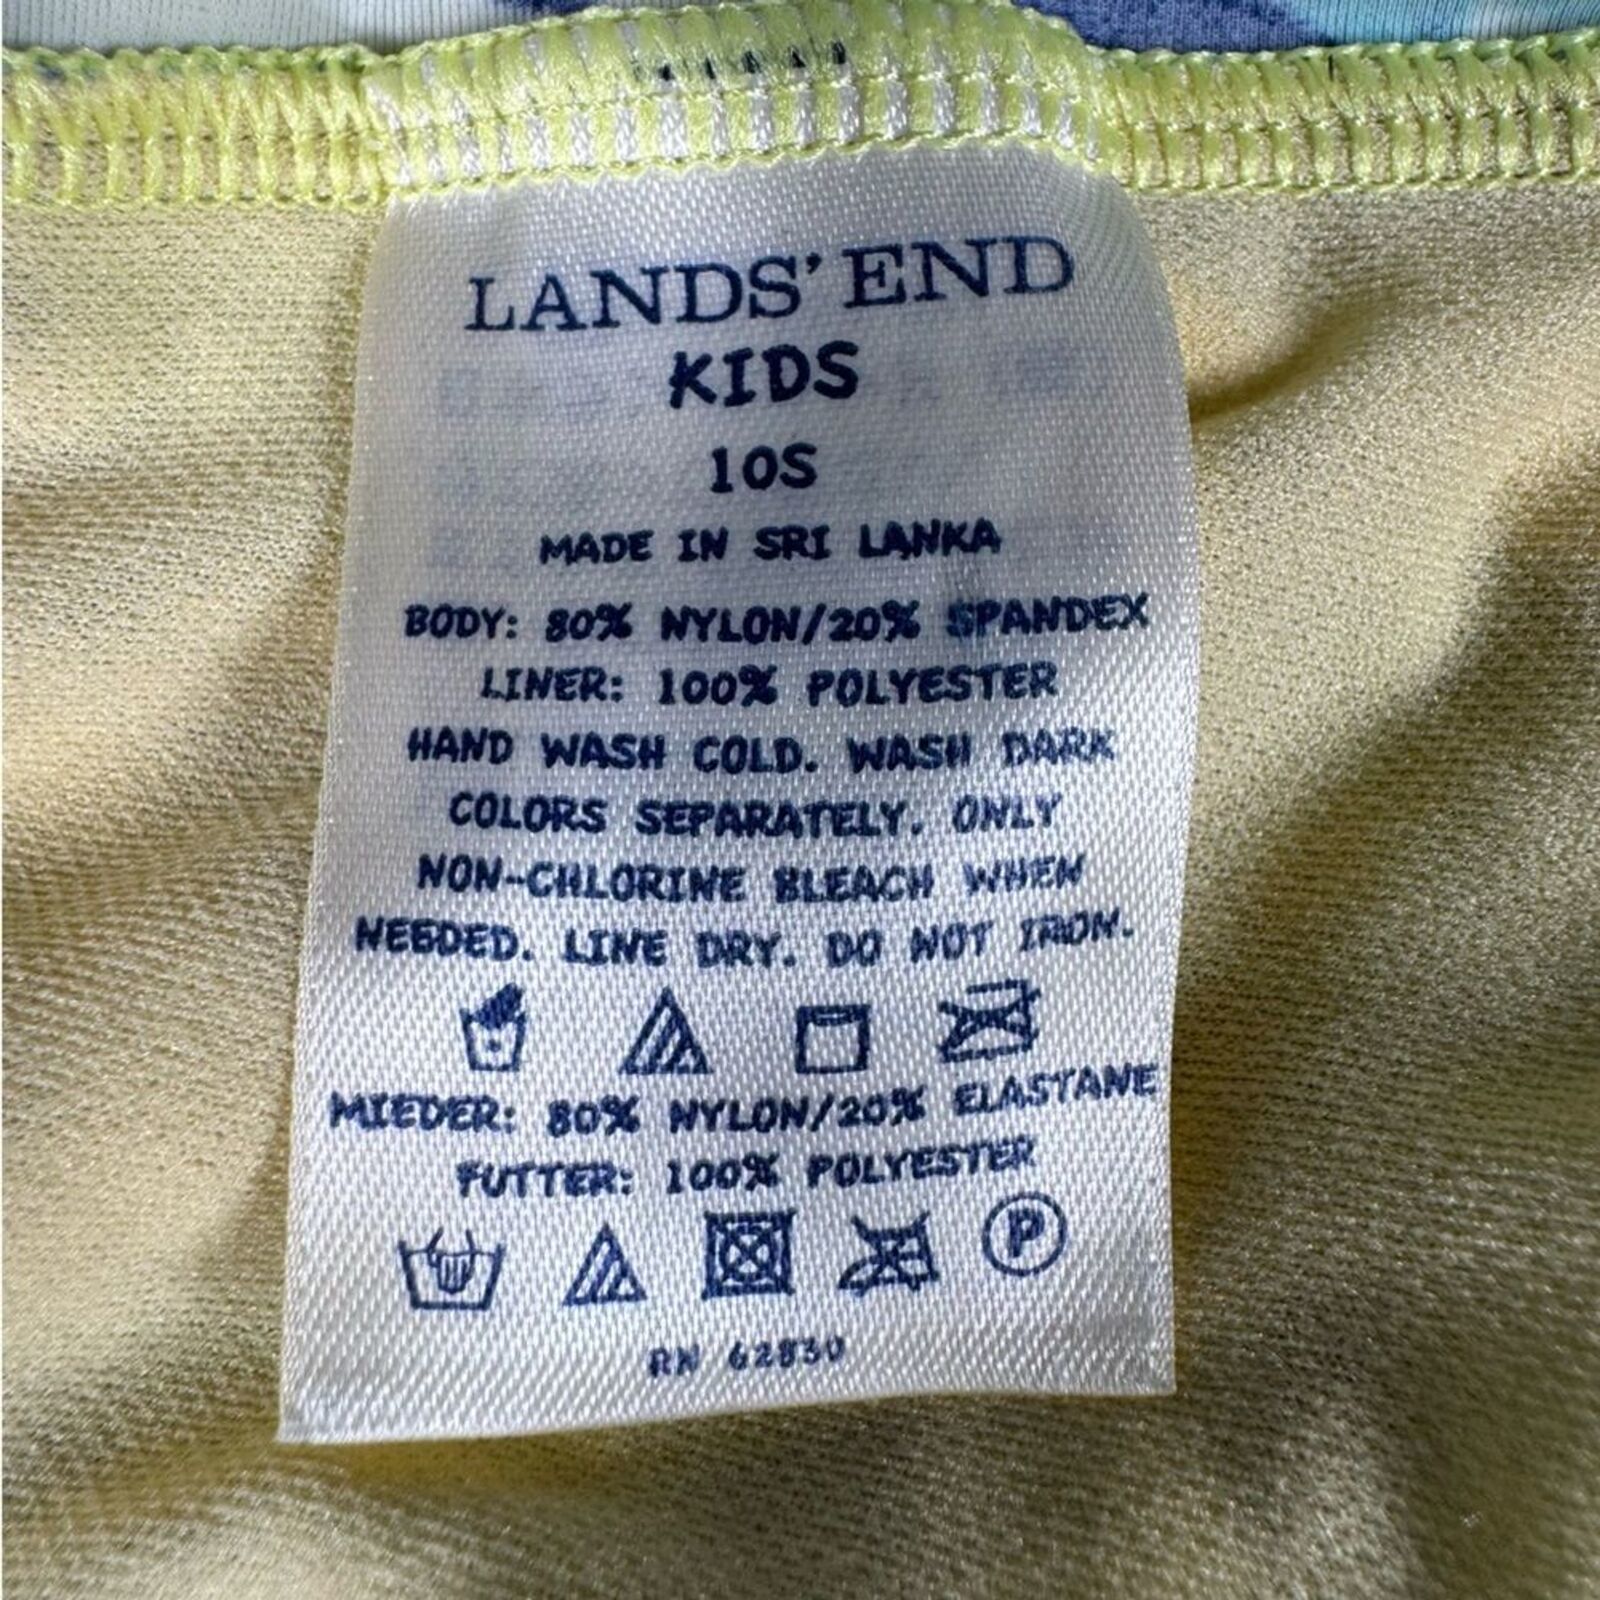 LANDS' END
KIDS
10S
MADE IN SRI LANKA
BODY: 80% NYLON/20% SPANDEX
LINER: 100% POLYESTER
HAND WASH COLD. WASH DARK
COLORS SEPARATELY. ONLY
NON-CHLORINE BLEACH WHEN
NEEDED. LINE DRY. DO NOT IRON.
MIEDER: 80% NYLON/20% ELASTANE
FUTTER: 100% POLYESTER
P
RN 62830